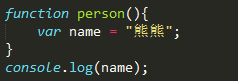 function person(){
    var name = "熊熊";
}
console.log(name);